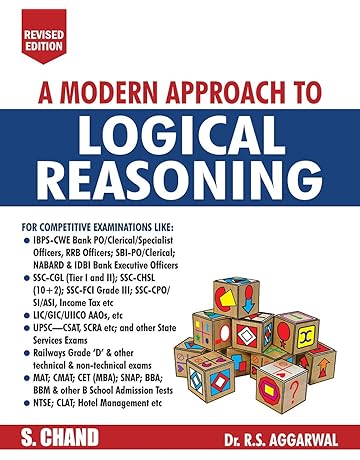 REVISED
EDITION
A MODERN APPROACH TO
LOGICAL
REASONING
FOR COMPETITIVE EXAMINATIONS LIKE:
• IBPS-CWE Bank PO/Clerical/Specialist
Officers, RRB Officers; SBI-PO/Clerical;
NABARD & IDBI Bank Executive Officers
• SSC-CGL (Tier I and II); SSC-CHSL
(10+2); SSC-FCI Grade III; SSC-CPO/
SI/ASI, Income Tax etc
• LIC/GIC/UIICO AAOs, etc
• UPSC—CSAT, SCRA etc; and other State
Services Exams
• Railways Grade 'D' & other
technical & non-technical exams
• MAT; CMAT; CET (MBA); SNAP; BBA;
BBM & other B School Admission Tests
• NTSE; CLAT; Hotel Management etc
S. CHAND
Dr. R.S. AGGARWAL